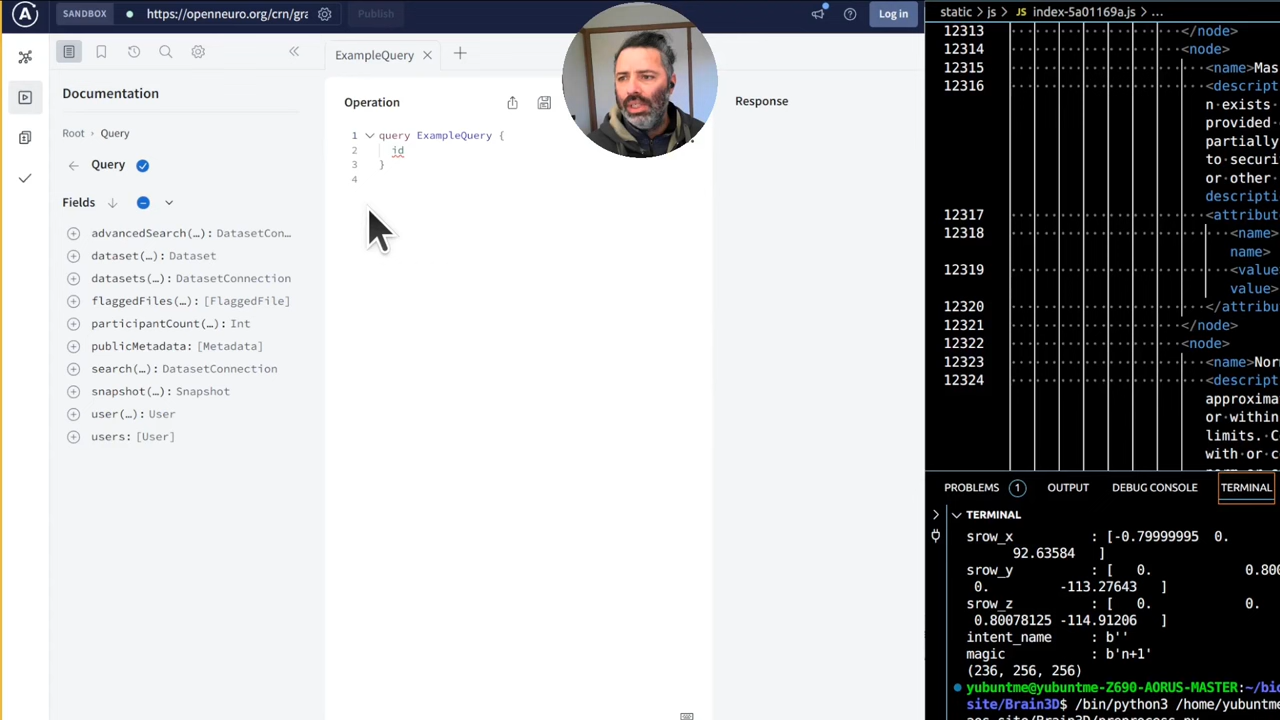 SANDBOX
https://openneuro.org/crn/gra
Publish
Log in
Documentation
Root › Query
Query
Fields
advancedSearch(…): DatasetCon…
dataset(…): Dataset
datasets(…): DatasetConnection
flaggedFiles(…): [FlaggedFile]
participantCount(…): Int
publicMetadata: [Metadata]
search(…): DatasetConnection
snapshot(…): Snapshot
user(…): User
users: [User]
ExampleQuery
Operation
1 query ExampleQuery {
2 id
3 }
4
Response
static > js > JS index-5a01169a.js > ...
12313 </node>
12314 <node>
12315 <name>Mas
12316 <descript
n exists
provided
partially
to securi
or other
descripti
12317 <attribut
12318 <name>
name>
12319 <value
value>
12320 </attribu
12321 </node>
12322 <node>
12323 <name>Nor
12324 <descript
approxima
or within
limits. C
with or c
PROBLEMS 1 OUTPUT DEBUG CONSOLE TERMINAL
TERMINAL
srow_x : [-0.79999995 0.
92.63584 ]
srow_y : [ 0. 0.800
0. -113.27643 ]
srow_z : [ 0. 0.
0.80078125 -114.91206 ]
intent_name : b''
magic : b'n+1'
(236, 256, 256)
yubuntme@yubuntme-Z690-AORUS-MASTER:~/bio
site/Brain3D$ /bin/python3 /home/yubuntme